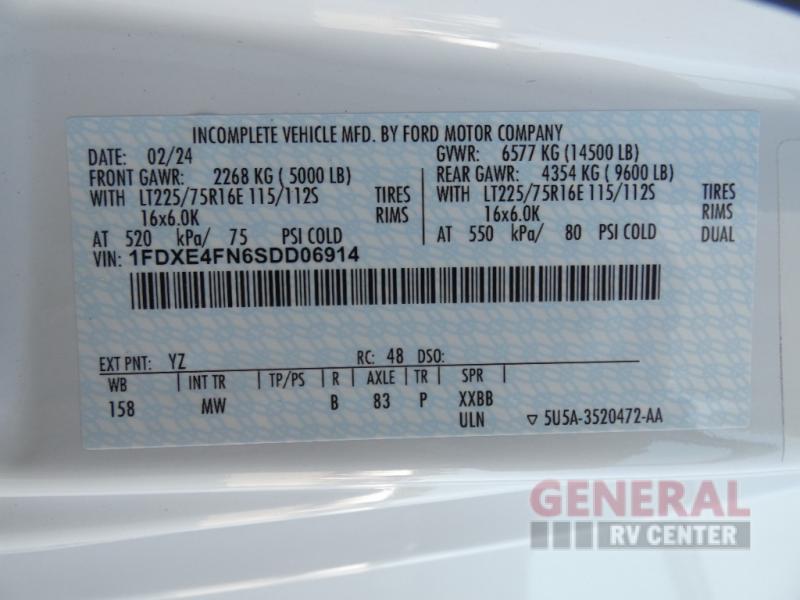 INCOMPLETE VEHICLE MFD. BY FORD MOTOR COMPANY
DATE: 02/24 GVWR: 6577 KG (14500 LB)
FRONT GAWR: 2268 KG ( 5000 LB) REAR GAWR: 4354 KG ( 9600 LB)
WITH LT225/75R16E 115/112S TIRES WITH LT225/75R16E 115/112S TIRES
16x6.0K RIMS 16x6.0K RIMS
AT 520 kPa/ 75 PSI COLD AT 550 kPa/ 80 PSI COLD DUAL
VIN: 1FDXE4FN6SDD06914
EXT PNT: YZ RC: 48 DSO:
WB INT TR TP/PS R AXLE TR SPR
158 MW B 83 P XXBB
ULN ▽ 5U5A-3520472-AA
GENERAL
RV CENTER